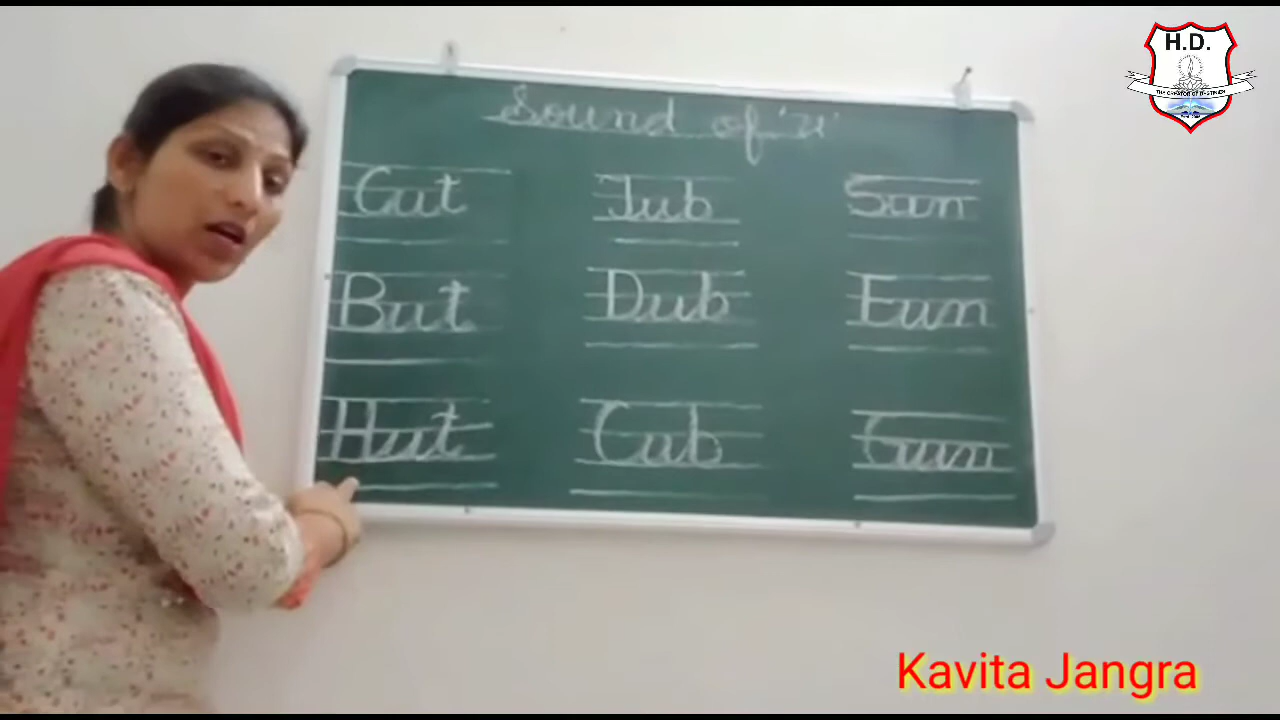 Sound of 'u'
Cut Tub Sun
But Dub Fun
Hut Cub Gun
H.D.
Kavita Jangra